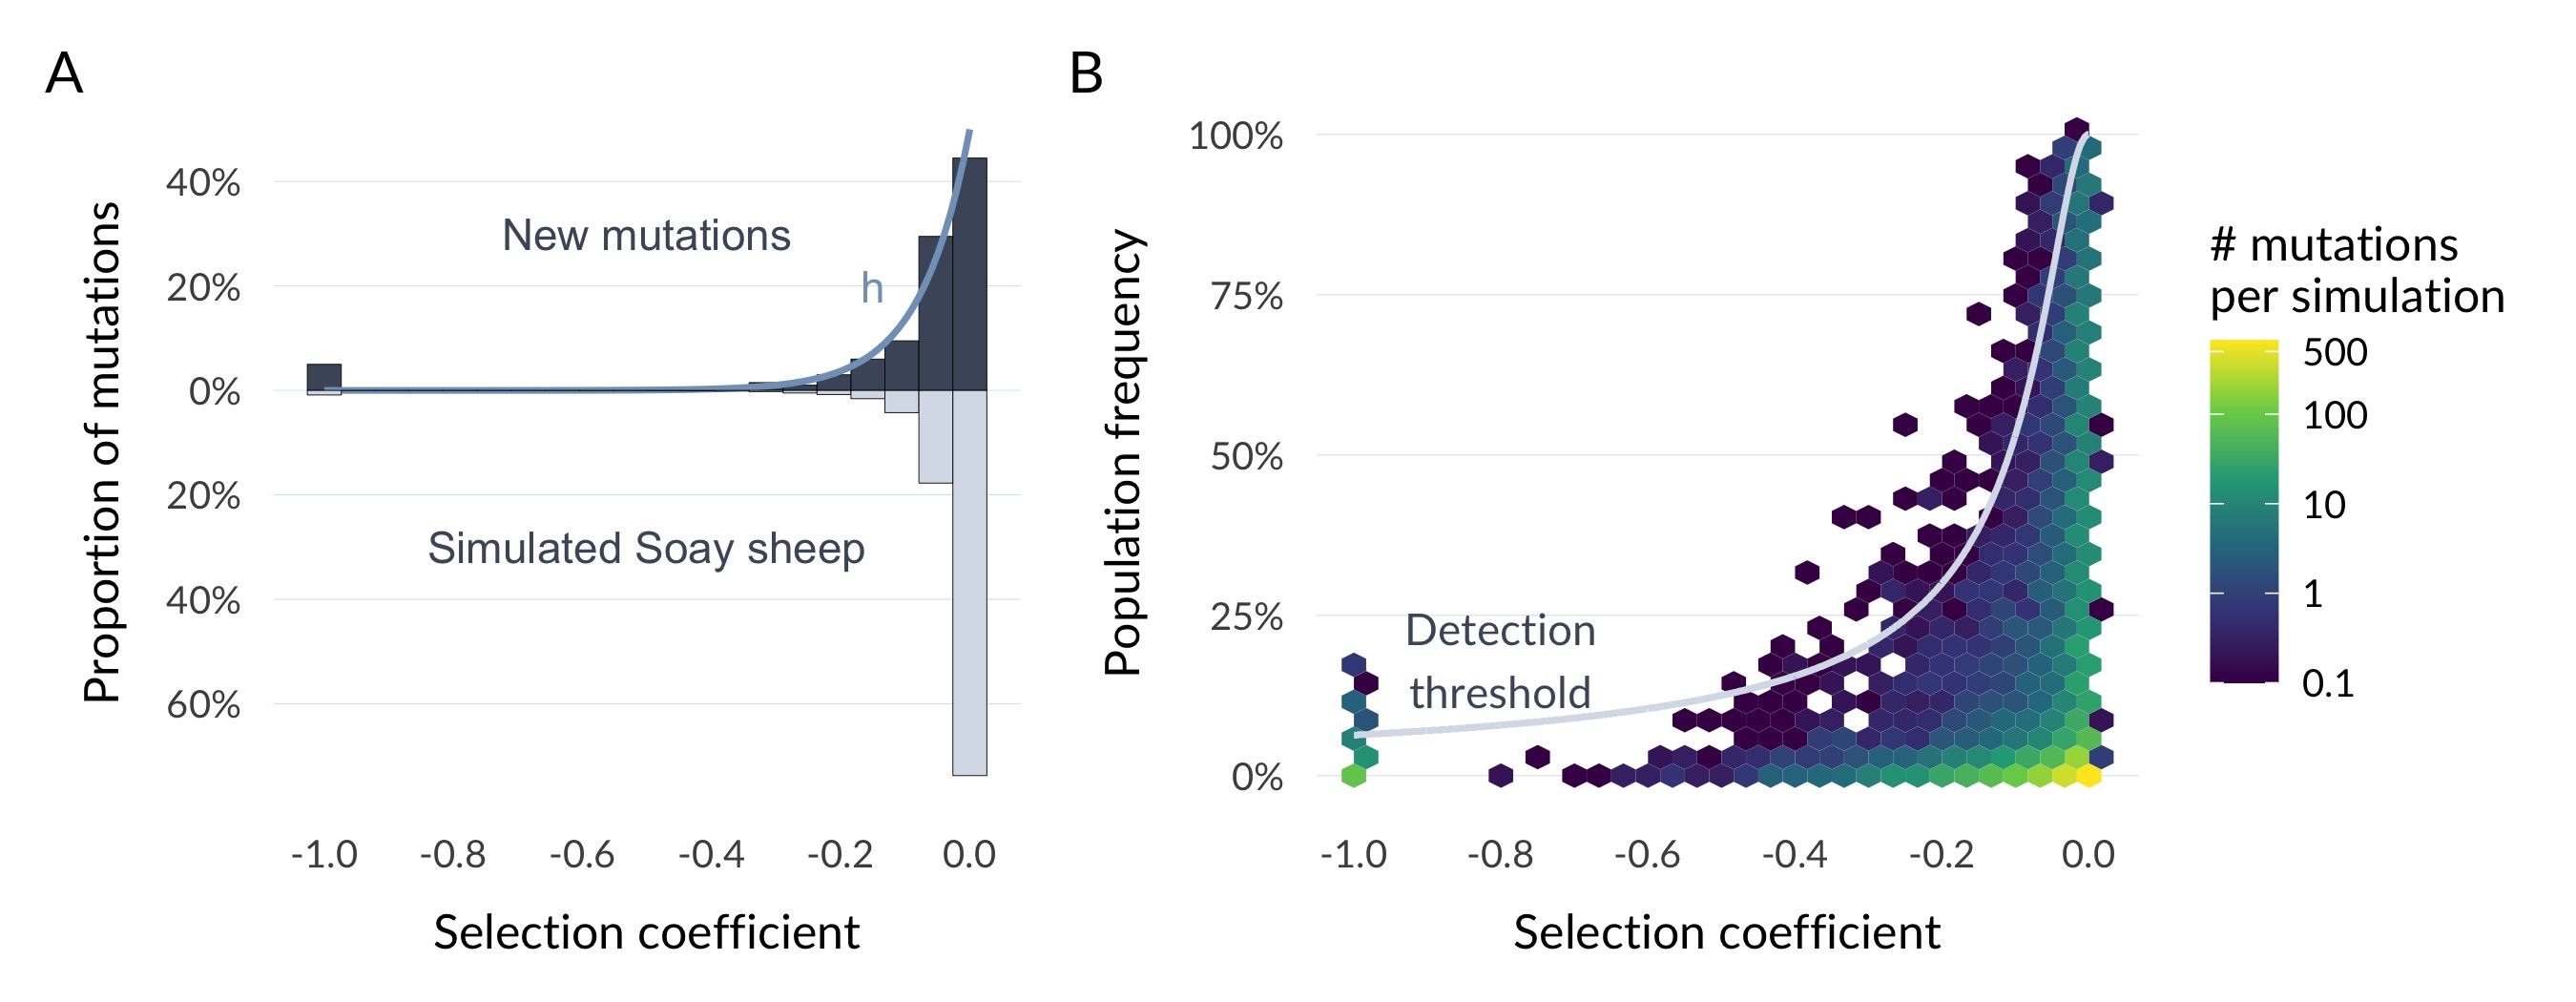 A
Proportion of mutations
40%
20%
0%
20%
40%
60%
New mutations
h
Simulated Soay sheep
-1.0
-0.8
-0.6
-0.4
-0.2
0.0
Selection coefficient
B
Population frequency
100%
75%
50%
25%
0%
Detection
threshold
-1.0
-0.8
-0.6
-0.4
-0.2
0.0
Selection coefficient
# mutations
per simulation
500
100
10
1
0.1